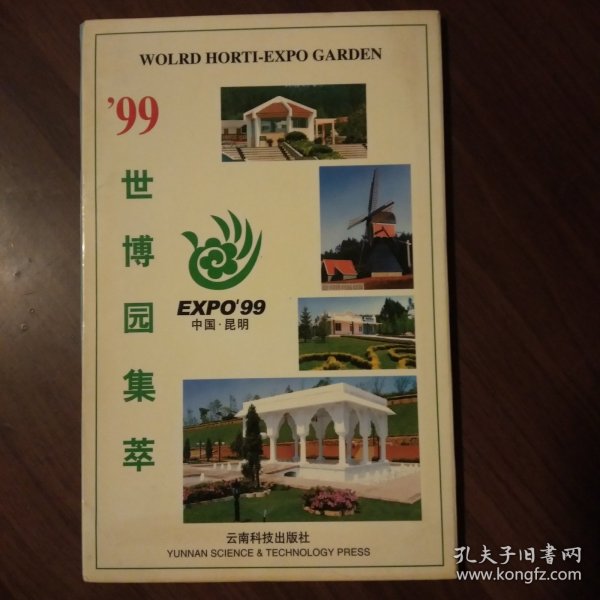 WOLRD HORTI-EXPO GARDEN
'99
世博园集萃
EXPO'99
中国·昆明
云南科技出版社
YUNNAN SCIENCE & TECHNOLOGY PRESS
孔夫子旧书网
www.kongfz.com